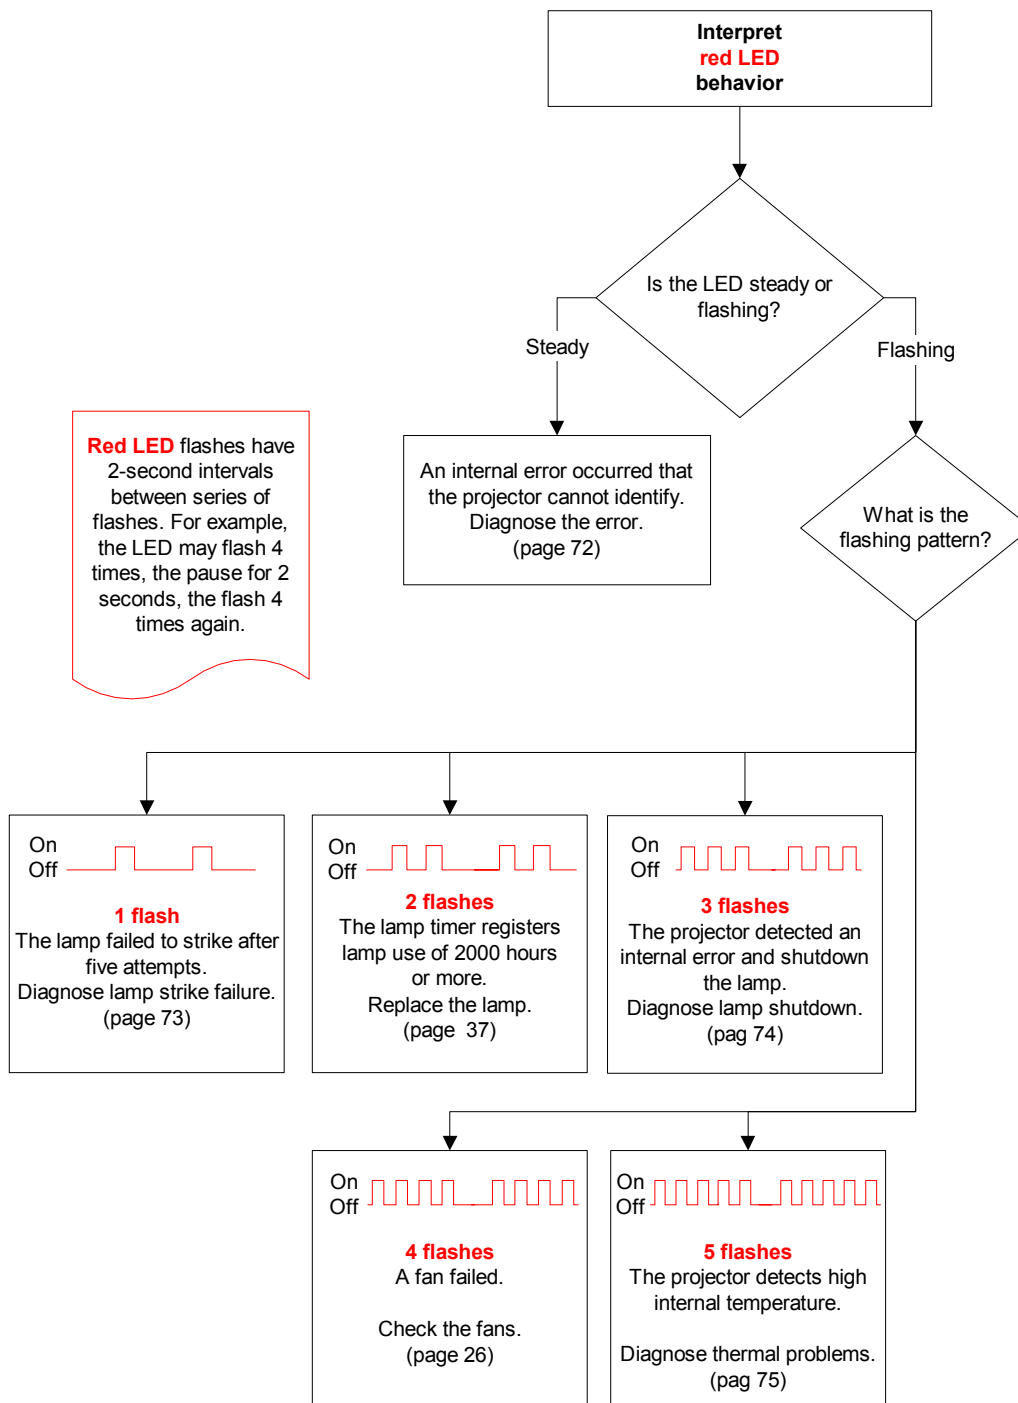 Interpret
red LED
behavior
Is the LED steady or
flashing?
Steady
Flashing
Red LED flashes have
2-second intervals
between series of
flashes. For example,
the LED may flash 4
times, the pause for 2
seconds, the flash 4
times again.
An internal error occurred that
the projector cannot identify.
Diagnose the error.
(page 72)
What is the
flashing pattern?
On
Off
1 flash
The lamp failed to strike after
five attempts.
Diagnose lamp strike failure.
(page 73)
On
Off
2 flashes
The lamp timer registers
lamp use of 2000 hours
or more.
Replace the lamp.
(page 37)
On
Off
3 flashes
The projector detected an
internal error and shutdown
the lamp.
Diagnose lamp shutdown.
(pag 74)
On
Off
4 flashes
A fan failed.
Check the fans.
(page 26)
On
Off
5 flashes
The projector detects high
internal temperature.
Diagnose thermal problems.
(pag 75)